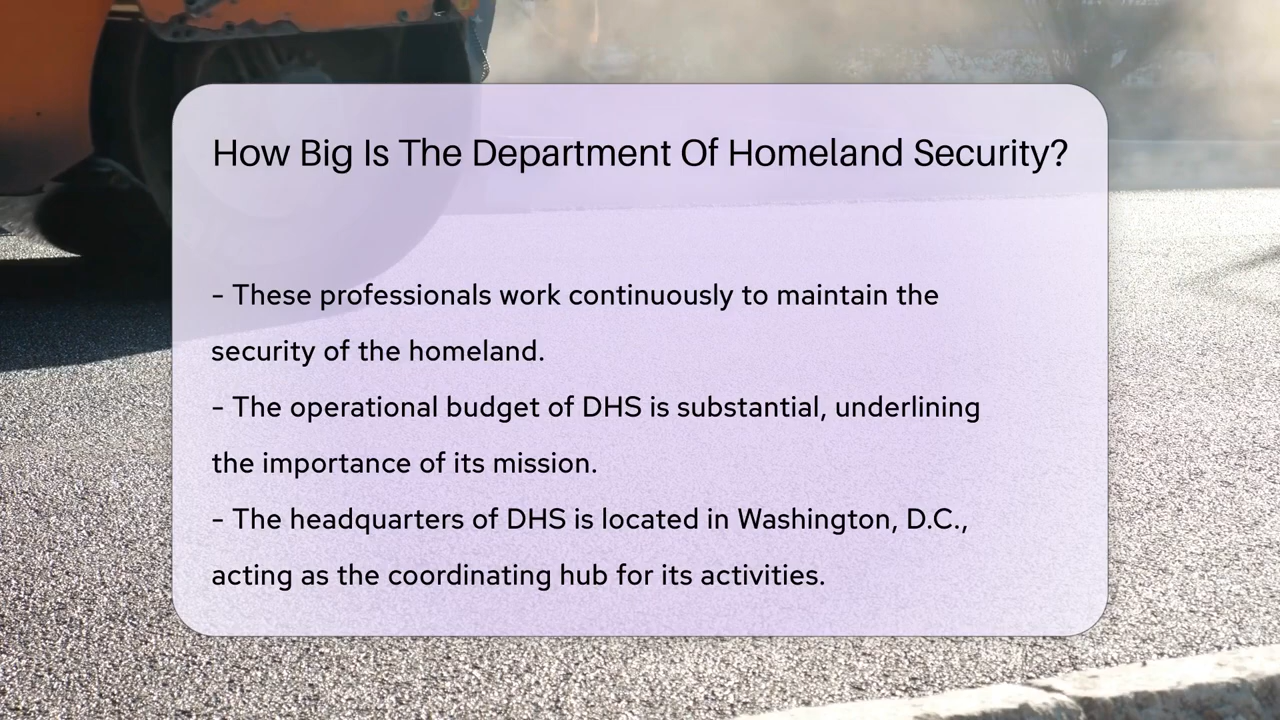 How Big Is The Department Of Homeland Security?
– These professionals work continuously to maintain the
security of the homeland.
– The operational budget of DHS is substantial, underlining
the importance of its mission.
– The headquarters of DHS is located in Washington, D.C.,
acting as the coordinating hub for its activities.